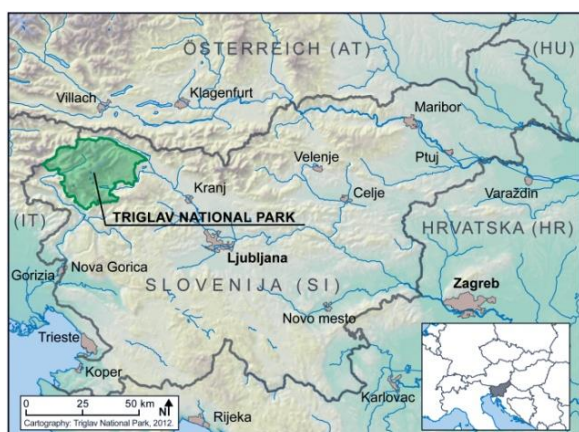 ÖSTERREICH (AT)
(HU)
Villach
Klagenfurt
Maribor
Velenje
Ptuj
Kranj
Celje
Varaždin
(IT)
TRIGLAV NATIONAL PARK
HRVATSKA (HR)
Ljubljana
Gorizia
Nova Gorica
SLOVENIJA (SI)
Zagreb
Novo mesto
Trieste
Koper
Karlovac
Rijeka
0 25 50 km
N
Cartography: Triglav National Park, 2012.